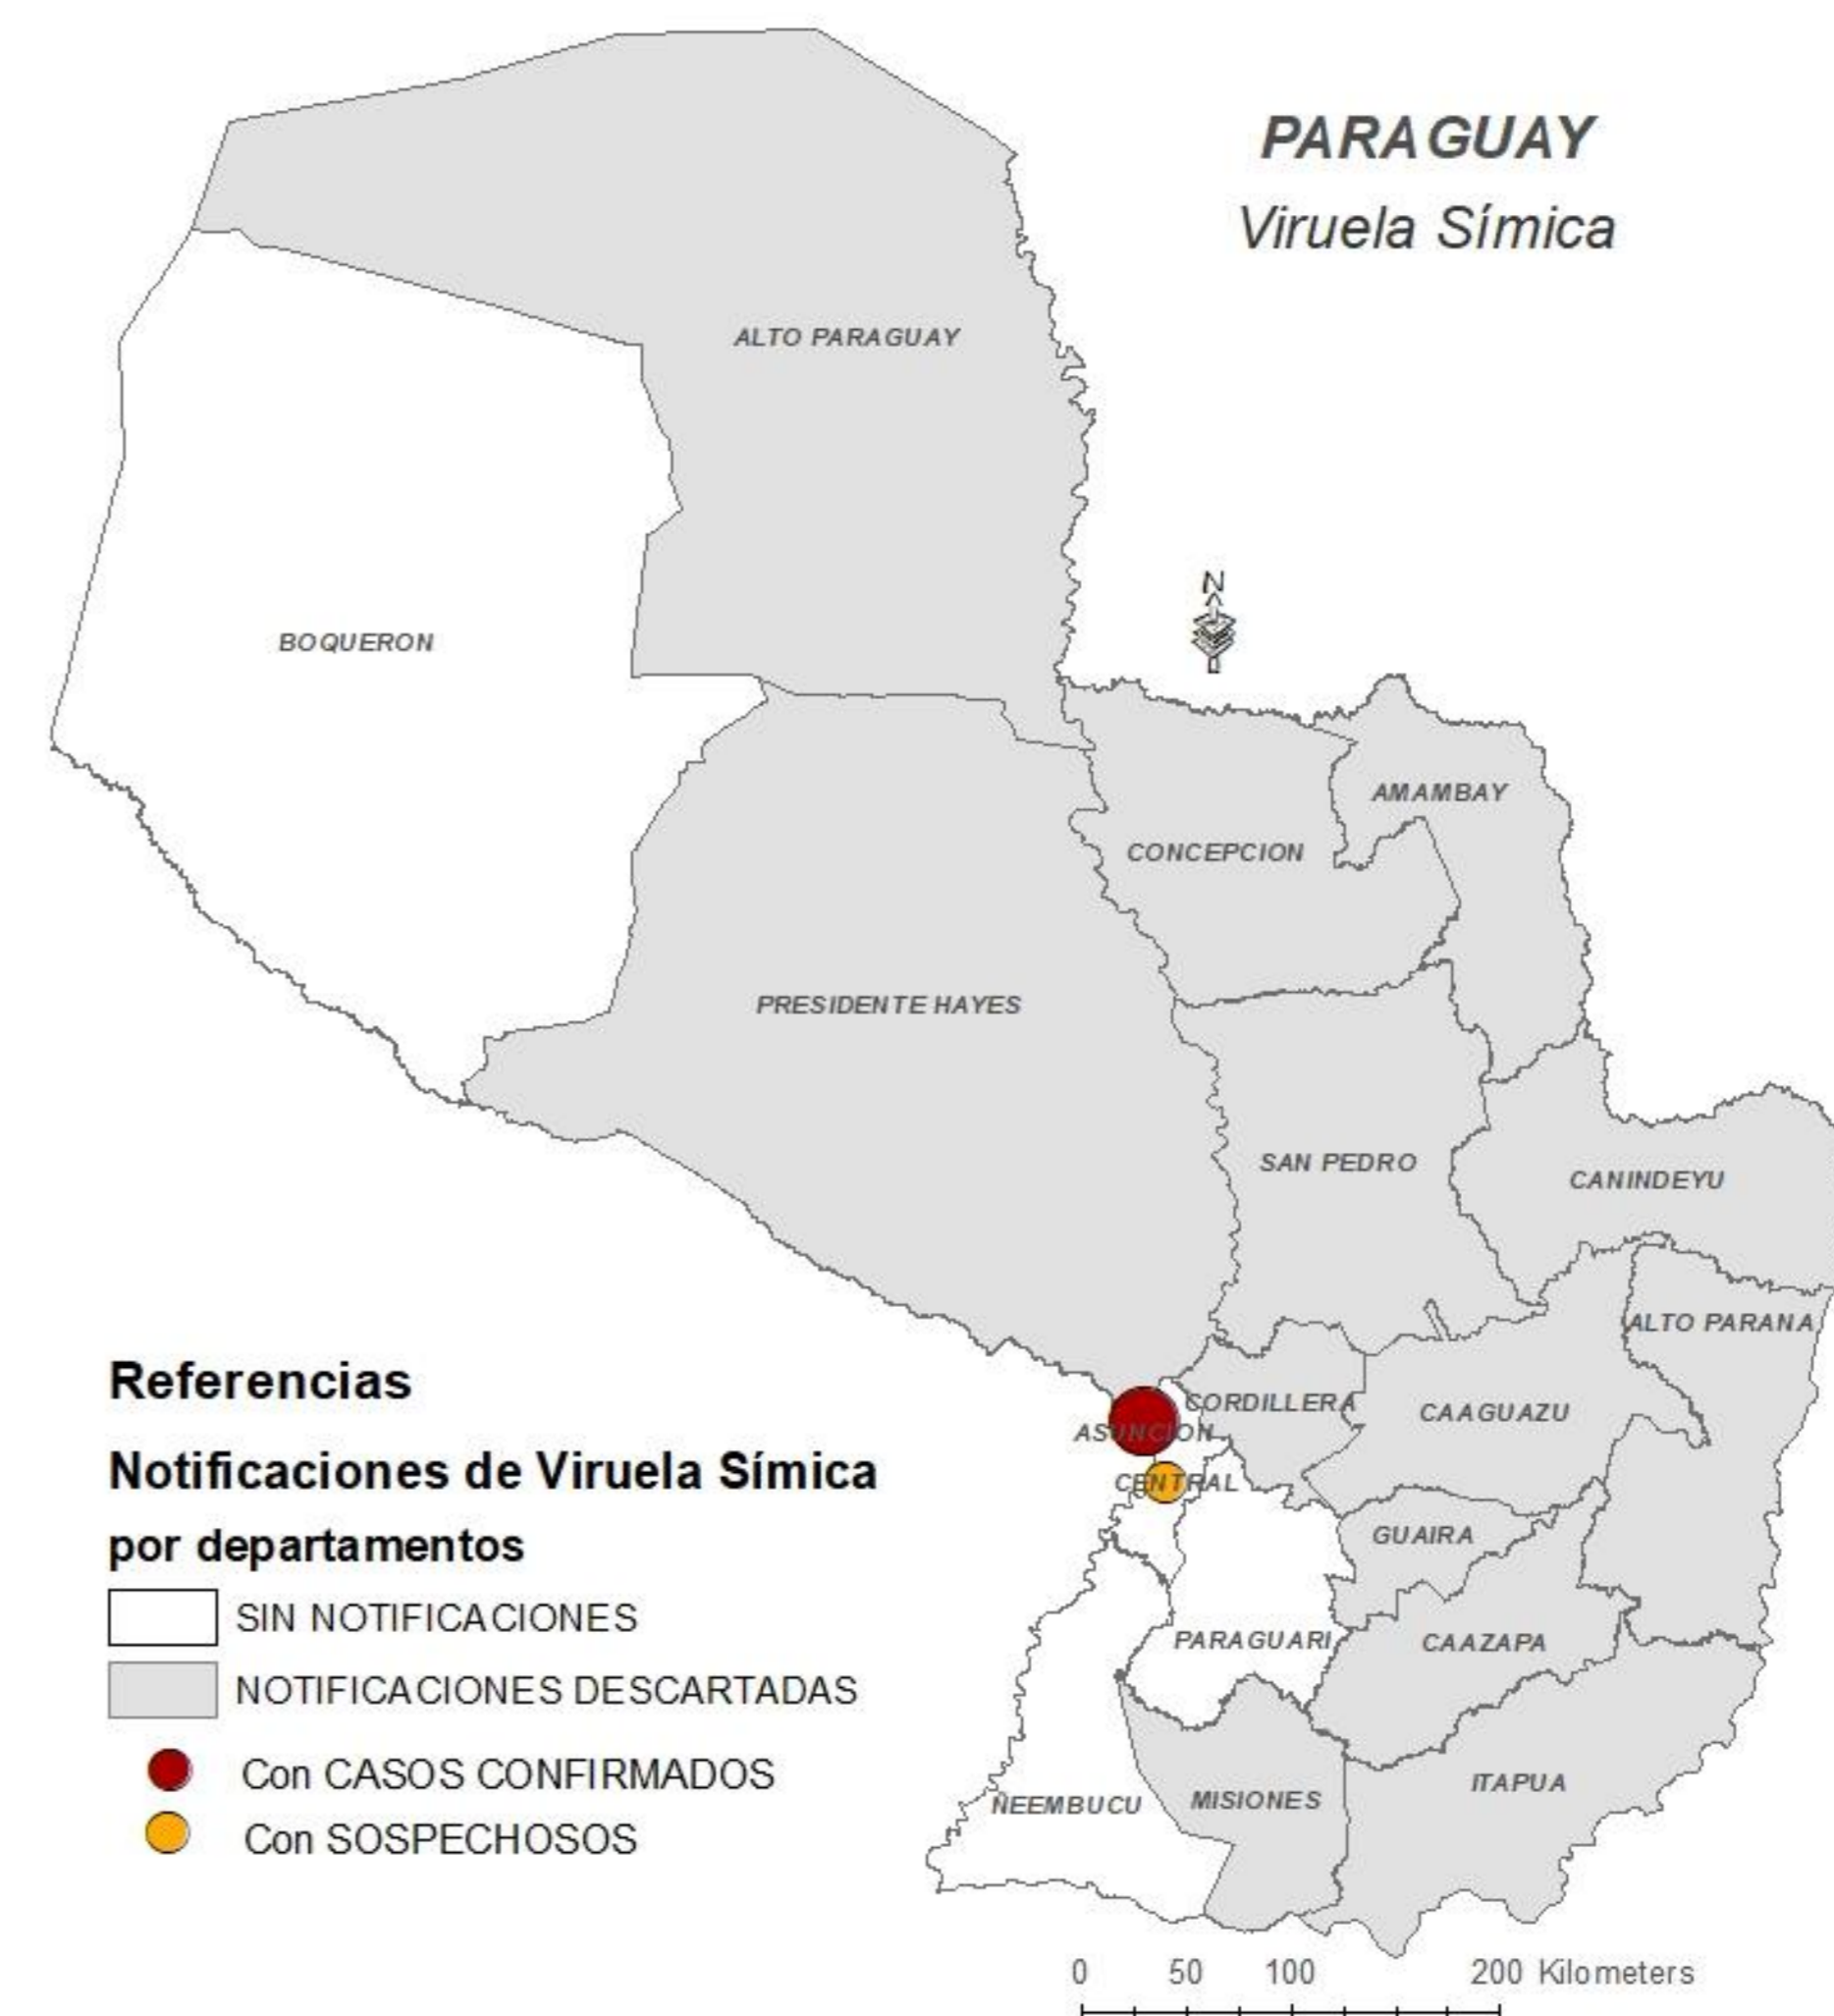 PARAGUAY
Viruela Símica
ALTO PARAGUAY
N
BOQUERON
AMAMBAY
CONCEPCION
PRESIDENTE HAYES
SAN PEDRO
CANINDEYU
ALTO PARANA
CORDILLERA
CAAGUAZU
ASUNCION
CENTRAL
GUAIRA
PARAGUARI
CAAZAPA
ITAPUA
MISIONES
ÑEEMBUCU
Referencias
Notificaciones de Viruela Símica
por departamentos
SIN NOTIFICACIONES
NOTIFICACIONES DESCARTADAS
Con CASOS CONFIRMADOS
Con SOSPECHOSOS
0 50 100 200 Kilometers